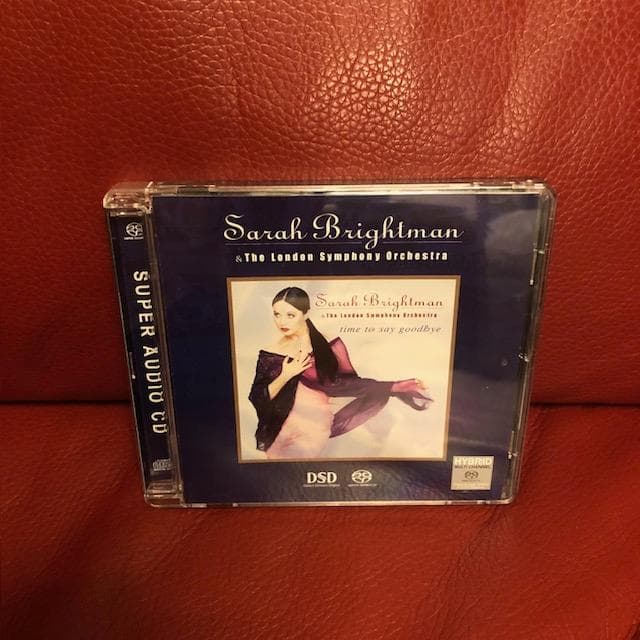 SUPER AUDIO CD
Sarah Brightman
& The London Symphony Orchestra
Sarah Brightman
& The London Symphony Orchestra
time to say goodbye
DSD
HYBRID
MULTI-CHANNEL